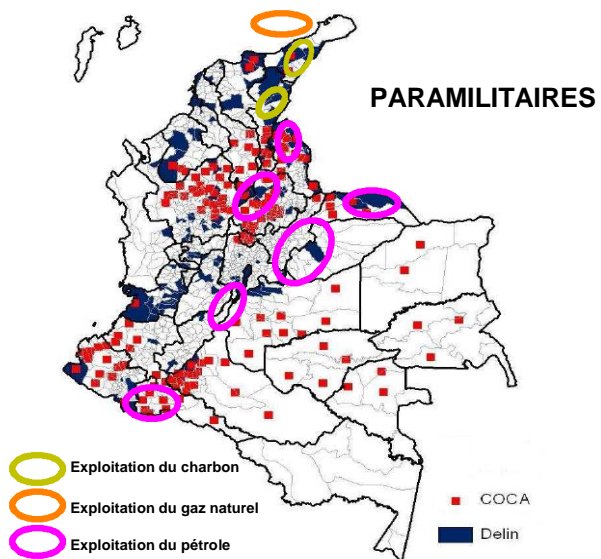 PARAMILITAIRES
Exploitation du charbon
Exploitation du gaz naturel
Exploitation du pétrole
COCA
Delin